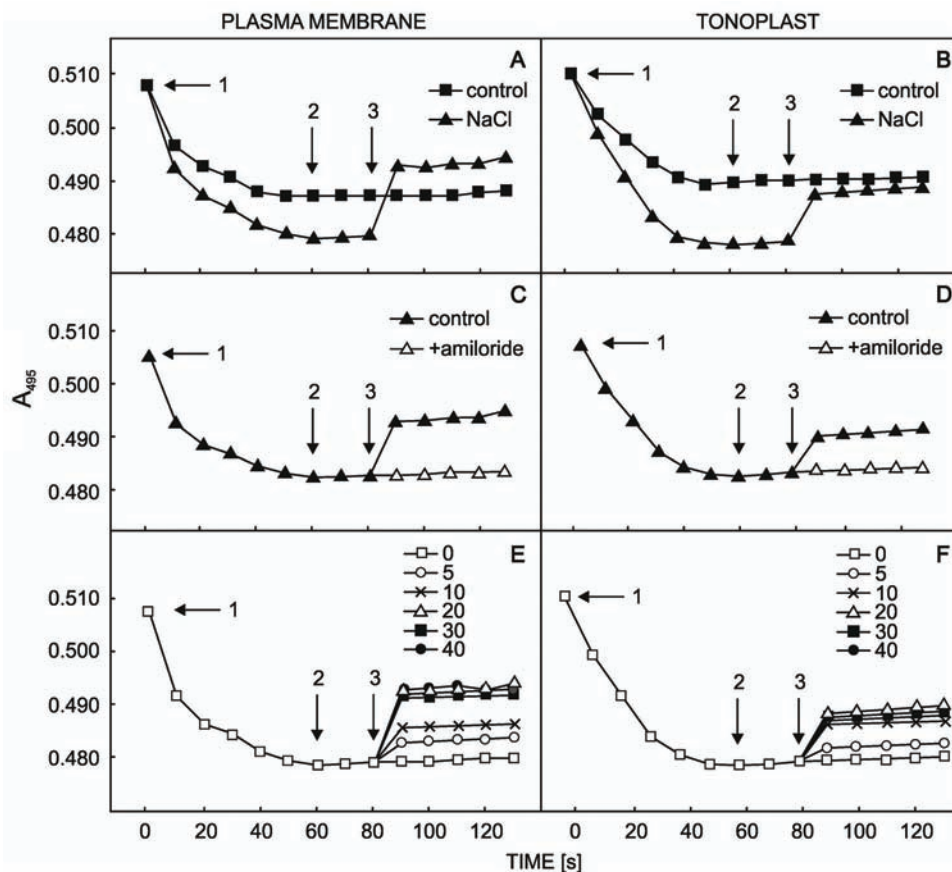 PLASMA MEMBRANE
TONOPLAST
A
control
NaCl
1
2
3
0.510
0.500
0.490
0.480
B
control
NaCl
1
2
3
C
control
+amiloride
1
2
3
0.510
0.500
0.490
0.480
D
control
+amiloride
1
2
3
A495
E
0
5
10
20
30
40
1
2
3
0.510
0.500
0.490
0.480
F
0
5
10
20
30
40
1
2
3
0 20 40 60 80 100 120
0 20 40 60 80 100 120
TIME [s]